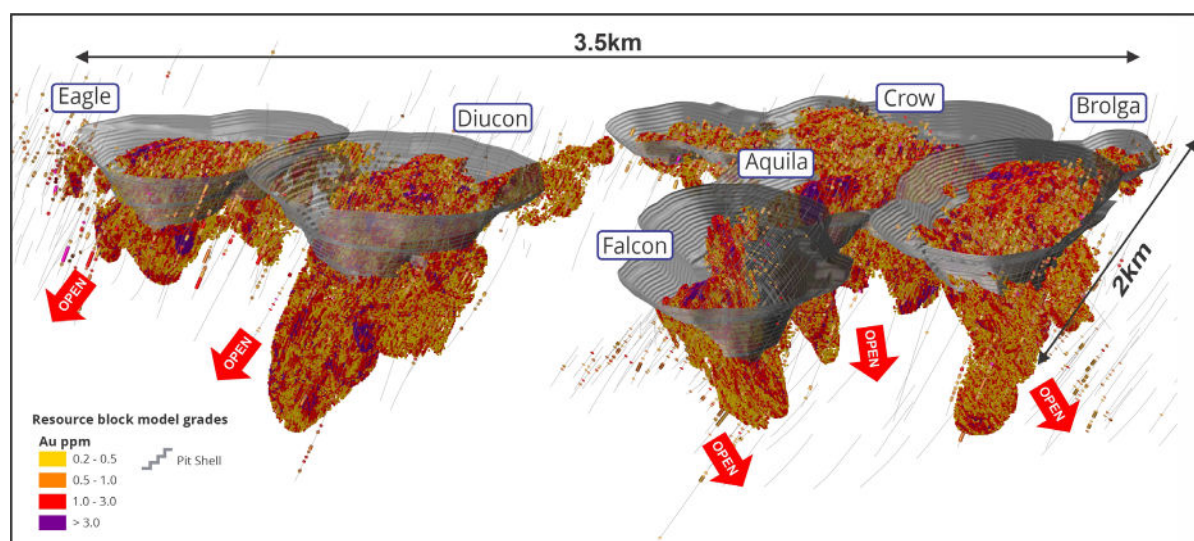 3.5km
Eagle
Diucon
Crow
Brolga
Aquila
Falcon
2km
OPEN
OPEN
OPEN
OPEN
OPEN
Resource block model grades
Au ppm
0.2 - 0.5
0.5 - 1.0
1.0 - 3.0
> 3.0
Pit Shell